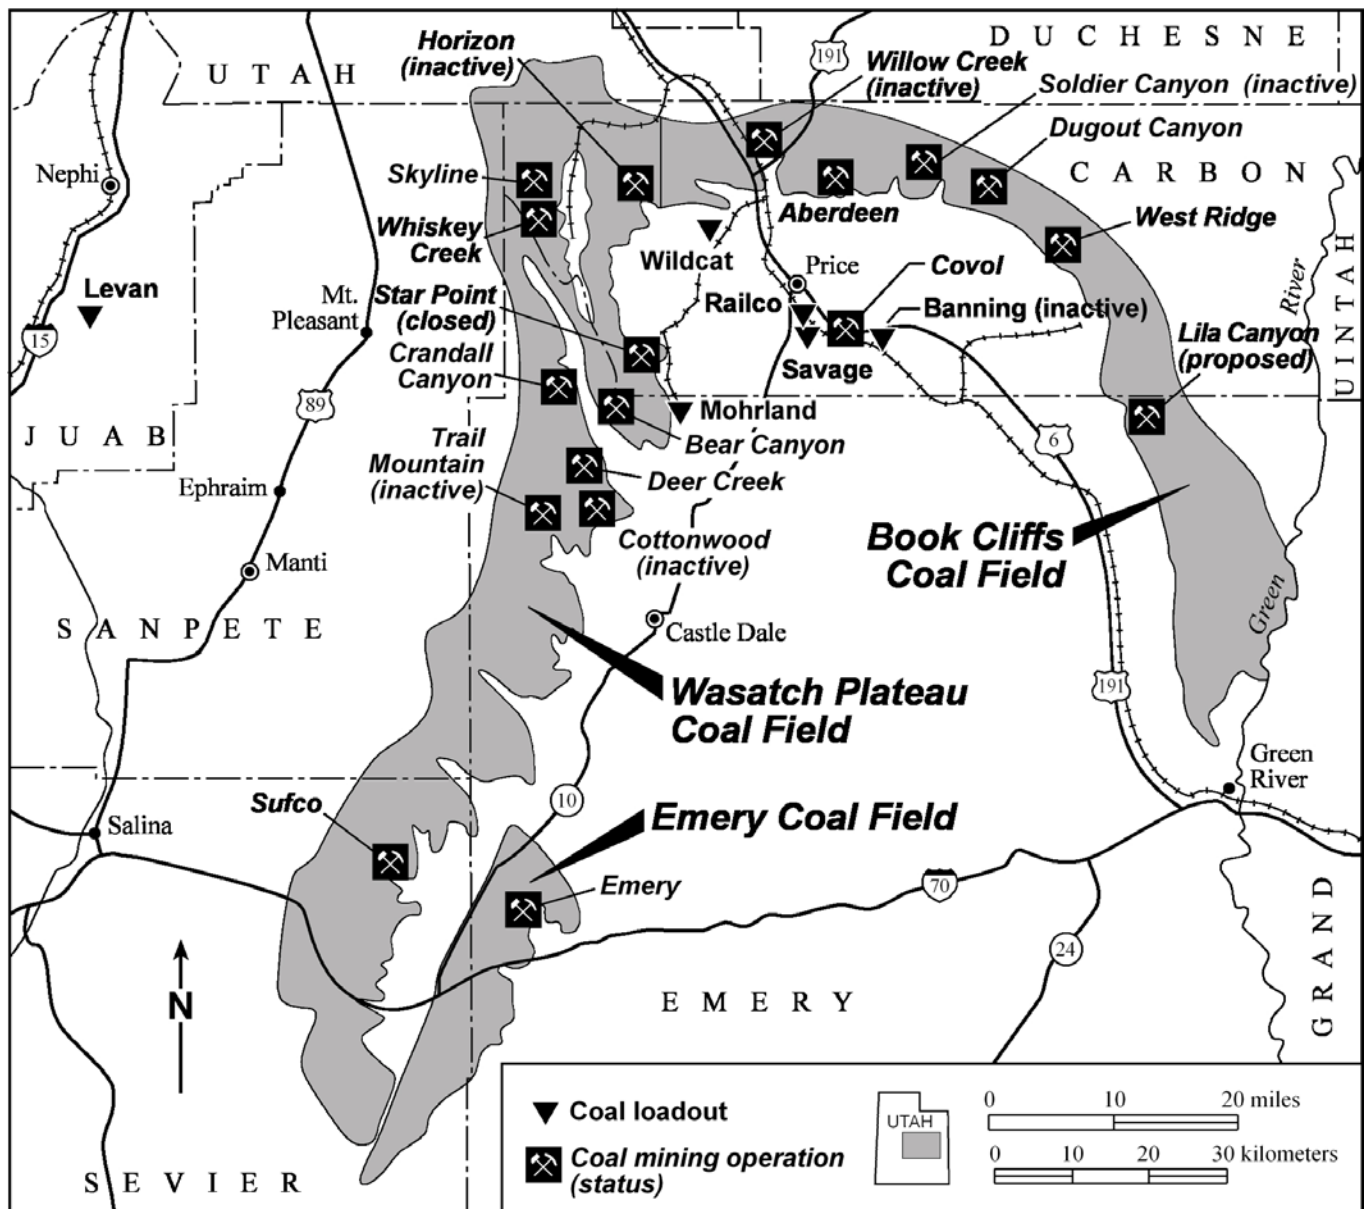 DUCHESNE
UTAH
Horizon
(inactive)
191
Willow Creek
(inactive)
Soldier Canyon (inactive)
Dugout Canyon
CARBON
Nephi
Skyline
Whiskey
Creek
Aberdeen
West Ridge
Wildcat
Price
Covol
River
UINTAH
Levan
Mt.
Pleasant
Star Point
(closed)
Railco
Banning (inactive)
15
Crandall
Canyon
Savage
Lila Canyon
(proposed)
89
JUAB
Mohrland
Bear Canyon
6
Trail
Mountain
(inactive)
Deer Creek
Ephraim
Cottonwood
(inactive)
Book Cliffs
Coal Field
Manti
Green
SANPETE
Castle Dale
Wasatch Plateau
Coal Field
191
Green
River
Sufco
10
Emery Coal Field
Salina
Emery
70
GRAND
24
N
EMERY
Coal loadout
Coal mining operation
(status)
UTAH
0 10 20 miles
0 10 20 30 kilometers
SEVIER